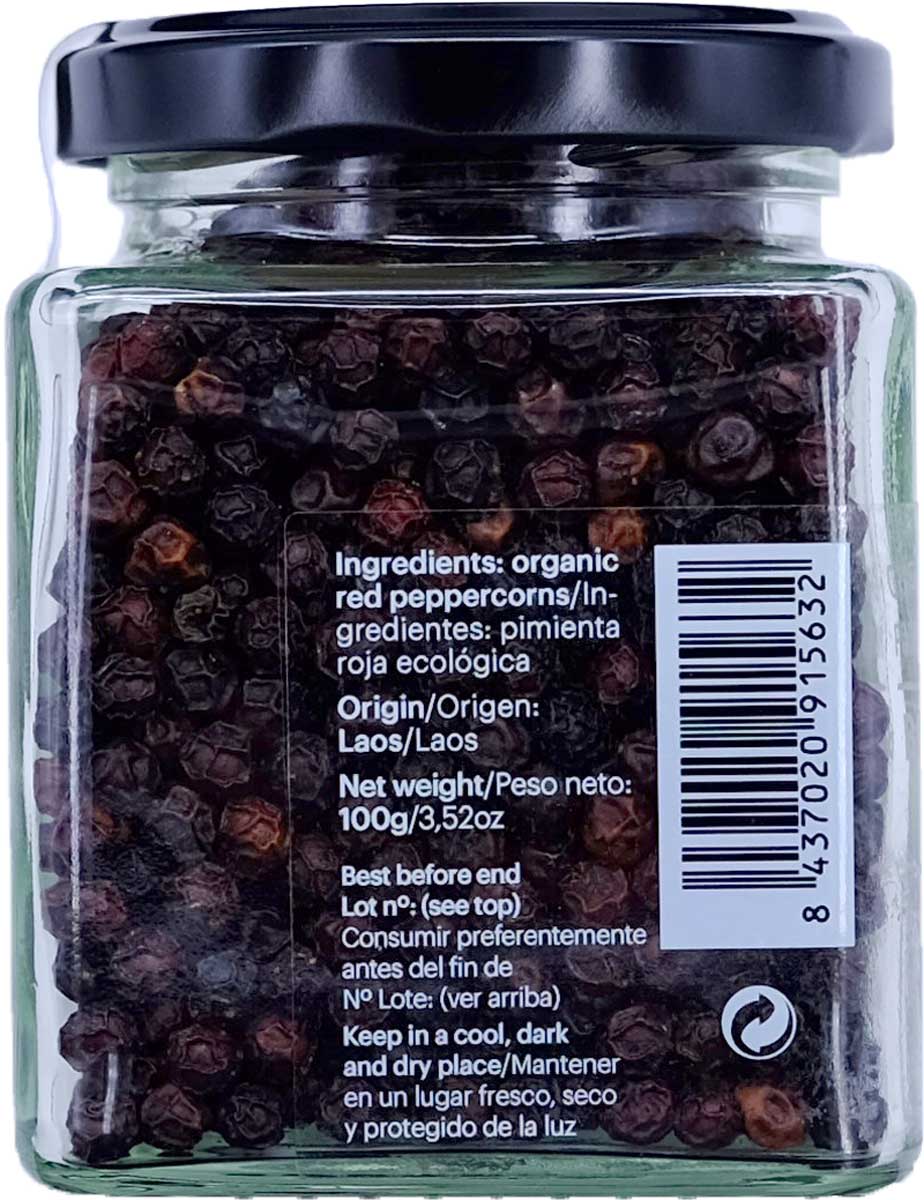 Ingredients: organic
red peppercorns/In-
gredientes: pimienta
roja ecológica
Origin/Origen:
Laos/Laos
Net weight/Peso neto:
100g/3,52oz
Best before end
Lot nº: (see top)
Consumir preferentemente
antes del fin de
Nº Lote: (ver arriba)
Keep in a cool, dark
and dry place/Mantener
en un lugar fresco, seco
y protegido de la luz
8 437020 915632